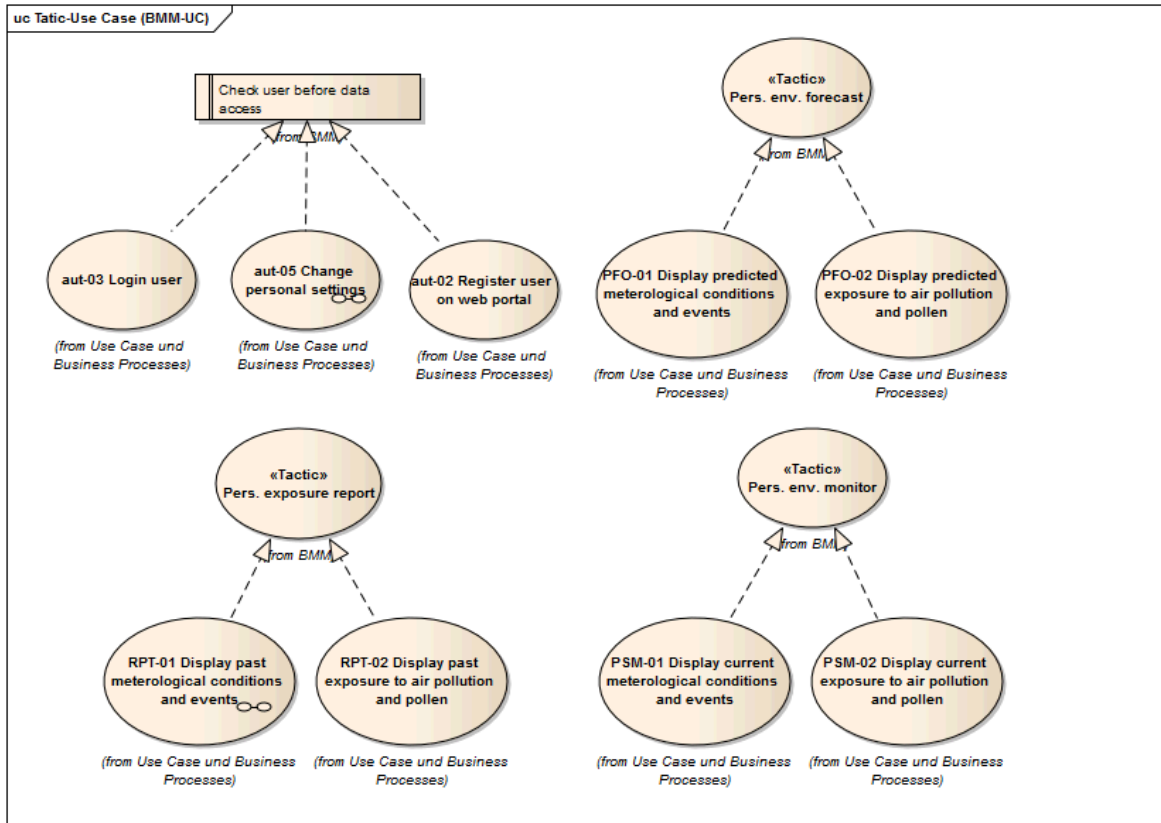 uc Tatic-Use Case (BMM-UC)
Check user before data
access
(from BMM)
aut-03 Login user
(from Use Case und
Business Processes)
aut-05 Change
personal settings
(from Use Case und
Business Processes)
aut-02 Register user
on web portal
(from Use Case und
Business Processes)
«Tactic»
Pers. env. forecast
(from BMM)
PFO-01 Display predicted
meterological conditions
and events
(from Use Case und Business
Processes)
PFO-02 Display predicted
exposure to air pollution
and pollen
(from Use Case und Business
Processes)
«Tactic»
Pers. exposure report
(from BMM)
RPT-01 Display past
meterological conditions
and events
(from Use Case und Business
Processes)
RPT-02 Display past
exposure to air pollution
and pollen
(from Use Case und Business
Processes)
«Tactic»
Pers. env. monitor
(from BMM)
PSM-01 Display current
meterological conditions
and events
(from Use Case und Business
Processes)
PSM-02 Display current
exposure to air pollution
and pollen
(from Use Case und Business
Processes)